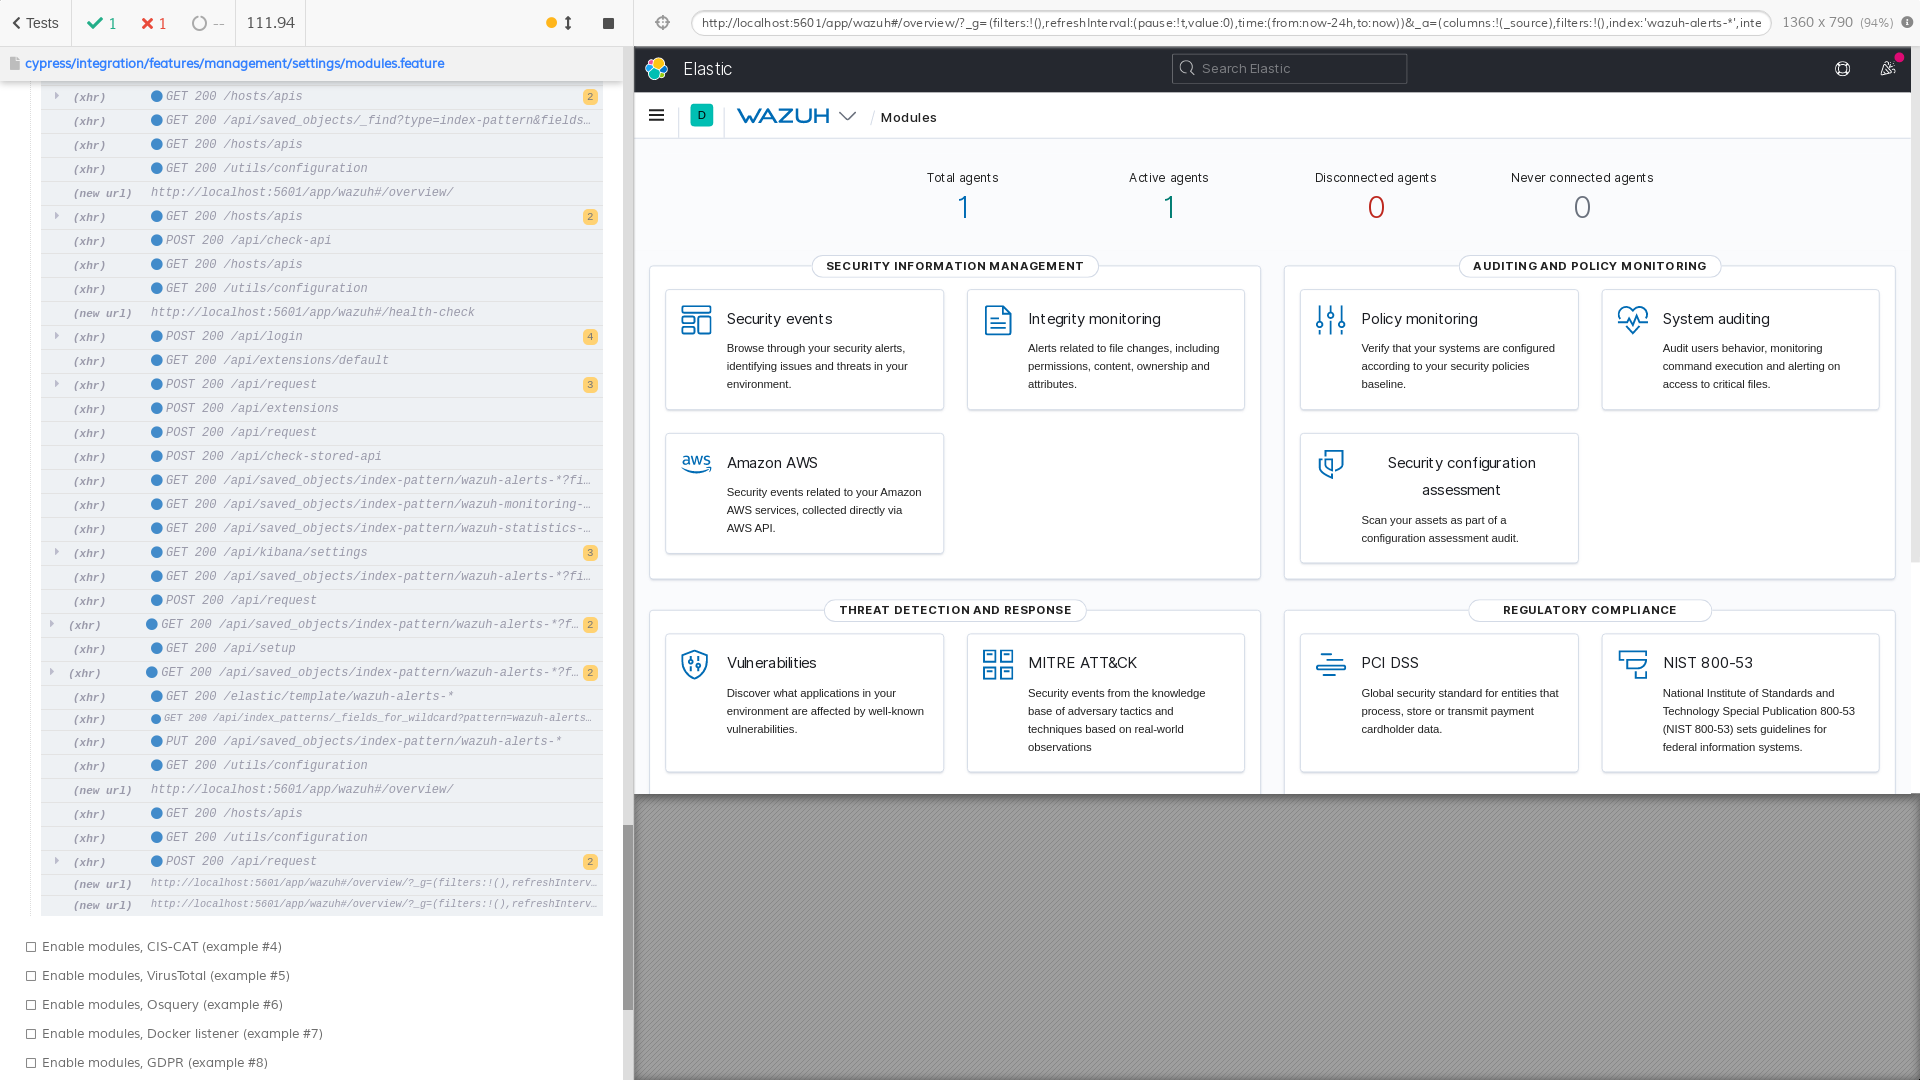 Tests
1
1
--
111.94
http://localhost:5601/app/wazuh#/overview/?_g=(filters:!(),refreshInterval:(pause:!t,value:0),time:(from:now-24h,to:now))&_a=(columns:!(_source),filters:!(),index:'wazuh-alerts-*',inte
1360 x 790 (94%)
cypress/integration/features/management/settings/modules.feature
(xhr) GET 200 /hosts/apis 2
(xhr) GET 200 /api/saved_objects/_find?type=index-pattern&fields…
(xhr) GET 200 /hosts/apis
(xhr) GET 200 /utils/configuration
(new url) http://localhost:5601/app/wazuh#/overview/
(xhr) GET 200 /hosts/apis 2
(xhr) POST 200 /api/check-api
(xhr) GET 200 /hosts/apis
(xhr) GET 200 /utils/configuration
(new url) http://localhost:5601/app/wazuh#/health-check
(xhr) POST 200 /api/login 4
(xhr) GET 200 /api/extensions/default
(xhr) POST 200 /api/request 3
(xhr) POST 200 /api/extensions
(xhr) POST 200 /api/request
(xhr) POST 200 /api/check-stored-api
(xhr) GET 200 /api/saved_objects/index-pattern/wazuh-alerts-*?fi…
(xhr) GET 200 /api/saved_objects/index-pattern/wazuh-monitoring-…
(xhr) GET 200 /api/saved_objects/index-pattern/wazuh-statistics-…
(xhr) GET 200 /api/kibana/settings 3
(xhr) GET 200 /api/saved_objects/index-pattern/wazuh-alerts-*?fi…
(xhr) POST 200 /api/request
(xhr) GET 200 /api/saved_objects/index-pattern/wazuh-alerts-*?f… 2
(xhr) GET 200 /api/setup
(xhr) GET 200 /api/saved_objects/index-pattern/wazuh-alerts-*?f… 2
(xhr) GET 200 /elastic/template/wazuh-alerts-*
(xhr) GET 200 /api/index_patterns/_fields_for_wildcard?pattern=wazuh-alerts…
(xhr) PUT 200 /api/saved_objects/index-pattern/wazuh-alerts-*
(xhr) GET 200 /utils/configuration
(new url) http://localhost:5601/app/wazuh#/overview/
(xhr) GET 200 /hosts/apis
(xhr) GET 200 /utils/configuration
(xhr) POST 200 /api/request 2
(new url) http://localhost:5601/app/wazuh#/overview/?_g=(filters:!(),refreshInterv…
(new url) http://localhost:5601/app/wazuh#/overview/?_g=(filters:!(),refreshInterv…
Enable modules, CIS-CAT (example #4)
Enable modules, VirusTotal (example #5)
Enable modules, Osquery (example #6)
Enable modules, Docker listener (example #7)
Enable modules, GDPR (example #8)
Elastic
Search Elastic
D
WAZUH
/ Modules
Total agents
1
Active agents
1
Disconnected agents
0
Never connected agents
0
SECURITY INFORMATION MANAGEMENT
Security events
Browse through your security alerts,
identifying issues and threats in your
environment.
Integrity monitoring
Alerts related to file changes, including
permissions, content, ownership and
attributes.
aws
Amazon AWS
Security events related to your Amazon
AWS services, collected directly via
AWS API.
AUDITING AND POLICY MONITORING
Policy monitoring
Verify that your systems are configured
according to your security policies
baseline.
System auditing
Audit users behavior, monitoring
command execution and alerting on
access to critical files.
Security configuration
assessment
Scan your assets as part of a
configuration assessment audit.
THREAT DETECTION AND RESPONSE
Vulnerabilities
Discover what applications in your
environment are affected by well-known
vulnerabilities.
MITRE ATT&CK
Security events from the knowledge
base of adversary tactics and
techniques based on real-world
observations
REGULATORY COMPLIANCE
PCI DSS
Global security standard for entities that
process, store or transmit payment
cardholder data.
NIST 800-53
National Institute of Standards and
Technology Special Publication 800-53
(NIST 800-53) sets guidelines for
federal information systems.